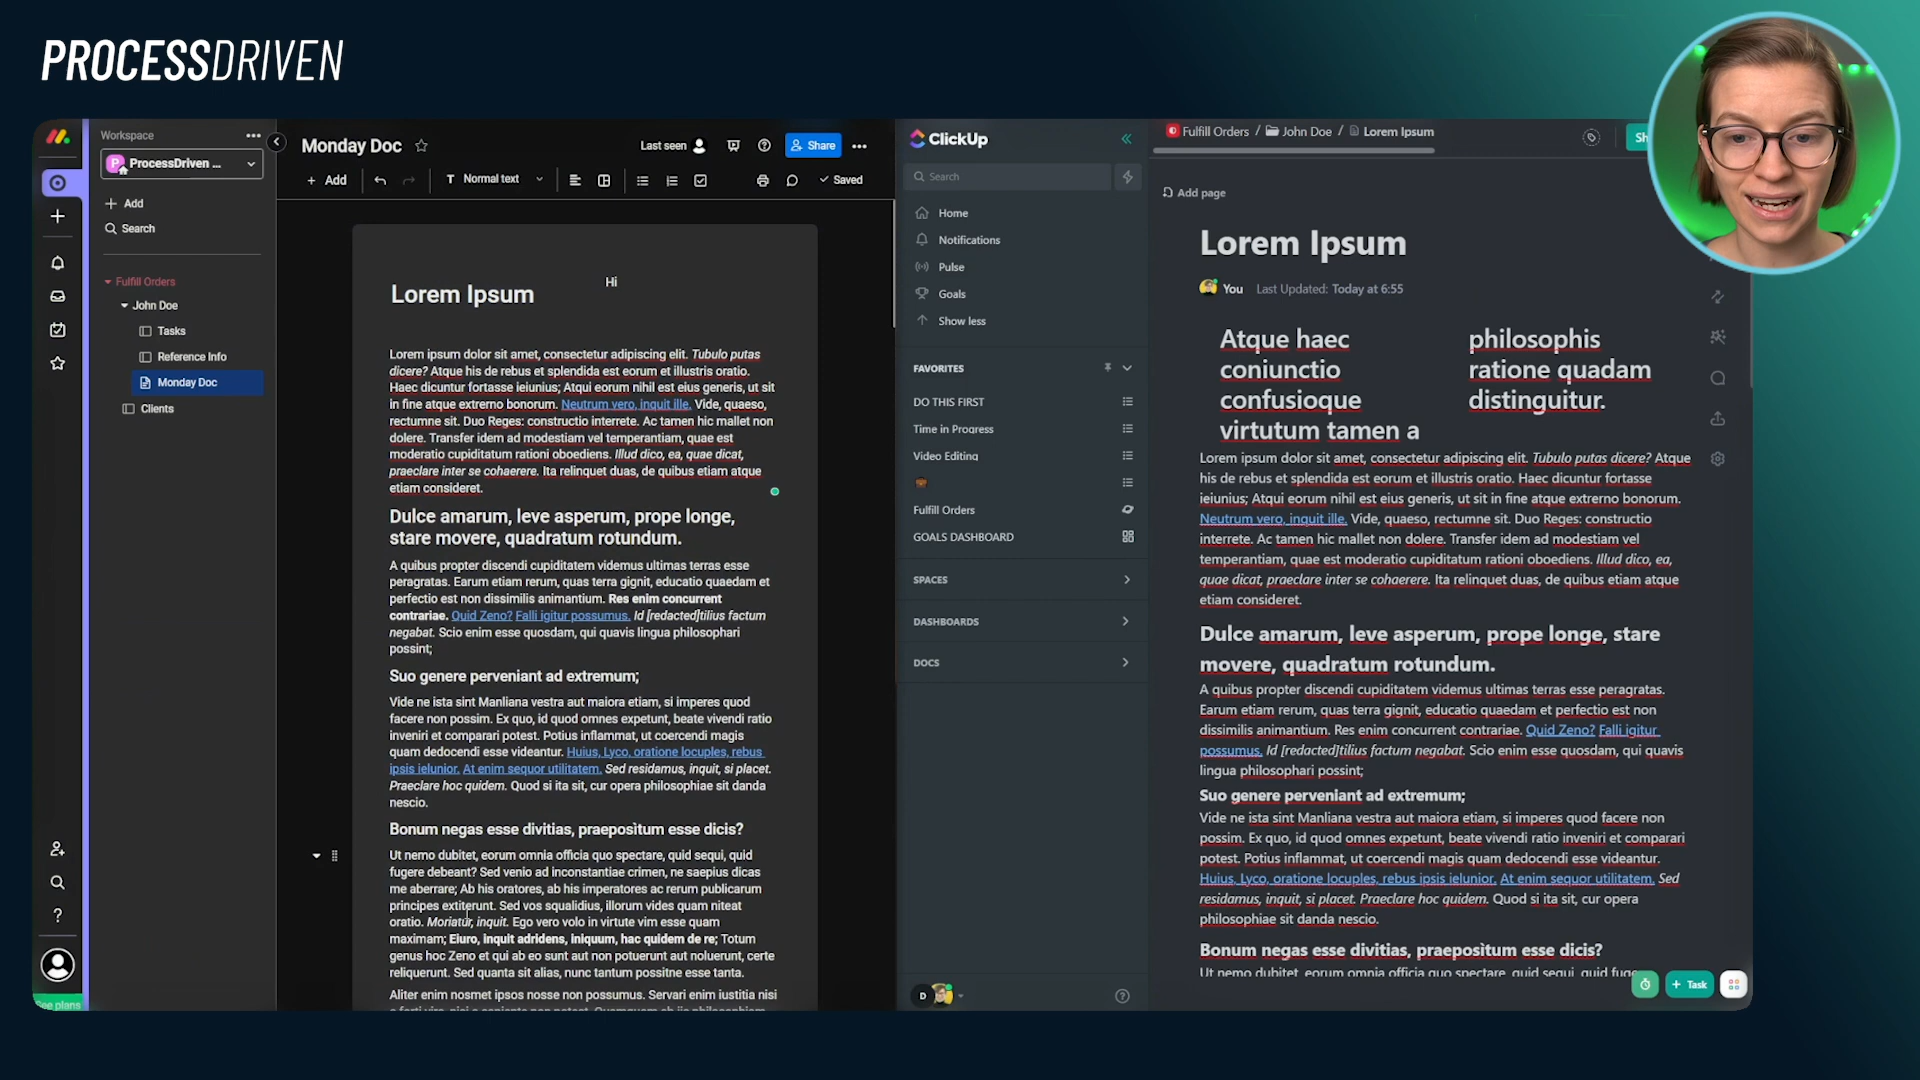 PROCESSDRIVEN
Workspace
P
ProcessDriven ...
Add
Search
Fulfill Orders
John Doe
Tasks
Reference Info
Monday Doc
Clients
See plans
Monday Doc
Last seen
Share
Add
Normal text
Saved
Hi
Lorem Ipsum
Lorem ipsum dolor sit amet, consectetur adipiscing elit. Tubulo putas
dicere? Atque his de rebus et splendida est eorum et illustris oratio.
Haec dicuntur fortasse ieiunius; Atqui eorum nihil est eius generis, ut sit
in fine atque extrerno bonorum. Neutrum vero, inquit ille. Vide, quaeso,
rectumne sit. Duo Reges: constructio interrete. Ac tamen hic mallet non
dolere. Transfer idem ad modestiam vel temperantiam, quae est
moderatio cupiditatum rationi oboediens. Illud dico, ea, quae dicat,
praeclare inter se cohaerere. Ita relinquet duas, de quibus etiam atque
etiam consideret.
Dulce amarum, leve asperum, prope longe,
stare movere, quadratum rotundum.
A quibus propter discendi cupiditatem videmus ultimas terras esse
peragratas. Earum etiam rerum, quas terra gignit, educatio quaedam et
perfectio est non dissimilis animantium. Res enim concurrent
contrariae. Quid Zeno? Falli igitur possumus. Id [redacted]tilius factum
negabat. Scio enim esse quosdam, qui quavis lingua philosophari
possint;
Suo genere perveniant ad extremum;
Vide ne ista sint Manliana vestra aut maiora etiam, si imperes quod
facere non possim. Ex quo, id quod omnes expetunt, beate vivendi ratio
inveniri et comparari potest. Potius inflammat, ut coercendi magis
quam dedocendi esse videantur. Huius, Lyco, oratione locuples, rebus
ipsis ielunior. At enim sequor utilitatem. Sed residamus, inquit, si placet.
Praeclare hoc quidem. Quod si ita sit, cur opera philosophiae sit danda
nescio.
Bonum negas esse divitias, praeposìtum esse dicis?
Ut nemo dubitet, eorum omnia officia quo spectare, quid sequi, quid
fugere debeant? Sed venio ad inconstantiae crimen, ne saepius dicas
me aberrare; Ab his oratores, ab his imperatores ac rerum publicarum
principes extiterunt. Sed vos squalidius, illorum vides quam niteat
oratio. Moriatur, inquit. Ego vero volo in virtute vim esse quam
maximam; Eiuro, inquit adridens, iniquum, hac quidem de re; Totum
genus hoc Zeno et qui ab eo sunt aut non potuerunt aut noluerunt, certe
reliquerunt. Sed quanta sit alias, nunc tantum possitne esse tanta.
Aliter enim nosmet ipsos nosse non possumus. Servari enim iustitia nisi
ClickUp
Search
Home
Notifications
Pulse
Goals
Show less
FAVORITES
DO THIS FIRST
Time in Progress
Video Editing
Fulfill Orders
GOALS DASHBOARD
SPACES
DASHBOARDS
DOCS
D
Fulfill Orders / John Doe / Lorem Ipsum
Sh
Add page
Lorem Ipsum
You Last Updated: Today at 6:55
Atque haec
coniunctio
confusioque
virtutum tamen a
philosophis
ratione quadam
distinguitur.
Lorem ipsum dolor sit amet, consectetur adipiscing elit. Tubulo putas dicere? Atque
his de rebus et splendida est eorum et illustris oratio. Haec dicuntur fortasse
ieiunius; Atqui eorum nihil est eius generis, ut sit in fine atque extrerno bonorum.
Neutrum vero, inquit ille. Vide, quaeso, rectumne sit. Duo Reges: constructio
interrete. Ac tamen hic mallet non dolere. Transfer idem ad modestiam vel
temperantiam, quae est moderatio cupiditatum rationi oboediens. Illud dico, ea,
quae dicat, praeclare inter se cohaerere. Ita relinquet duas, de quibus etiam atque
etiam consideret.
Dulce amarum, leve asperum, prope longe, stare
movere, quadratum rotundum.
A quibus propter discendi cupiditatem videmus ultimas terras esse peragratas.
Earum etiam rerum, quas terra gignit, educatio quaedam et perfectio est non
dissimilis animantium. Res enim concurrent contrariae. Quid Zeno? Falli igitur
possumus. Id [redacted]tilius factum negabat. Scio enim esse quosdam, qui quavis
lingua philosophari possint;
Suo genere perveniant ad extremum;
Vide ne ista sint Manliana vestra aut maiora etiam, si imperes quod facere non
possim. Ex quo, id quod omnes expetunt, beate vivendi ratio inveniri et comparari
potest. Potius inflammat, ut coercendi magis quam dedocendi esse videantur.
Huius, Lyco, oratione locuples, rebus ipsis ielunior. At enim sequor utilitatem. Sed
residamus, inquit, si placet. Praeclare hoc quidem. Quod si ita sit, cur opera
philosophiae sit danda nescio.
Bonum negas esse divitias, praeposìtum esse dicis?
Ut nemo dubitet, eorum omnia officia quo spectare, quid sequi, quid fuge
Task